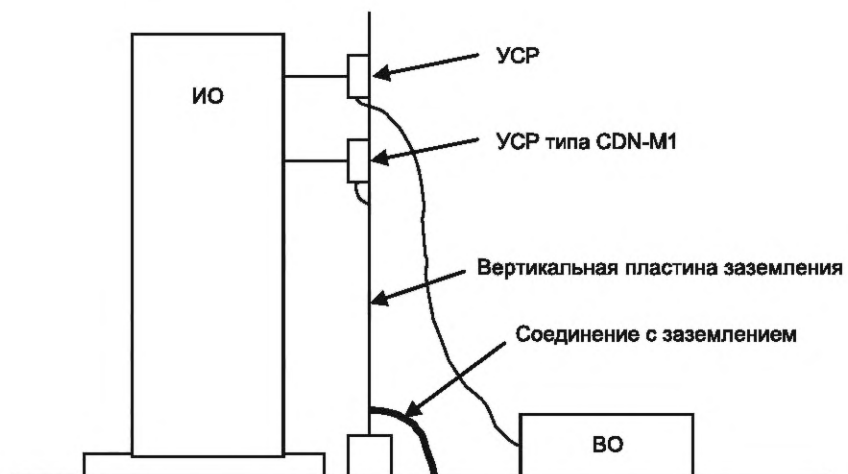 УСР
ИО
УСР типа CDN-M1
Вертикальная пластина заземления
Соединение с заземлением
ВО